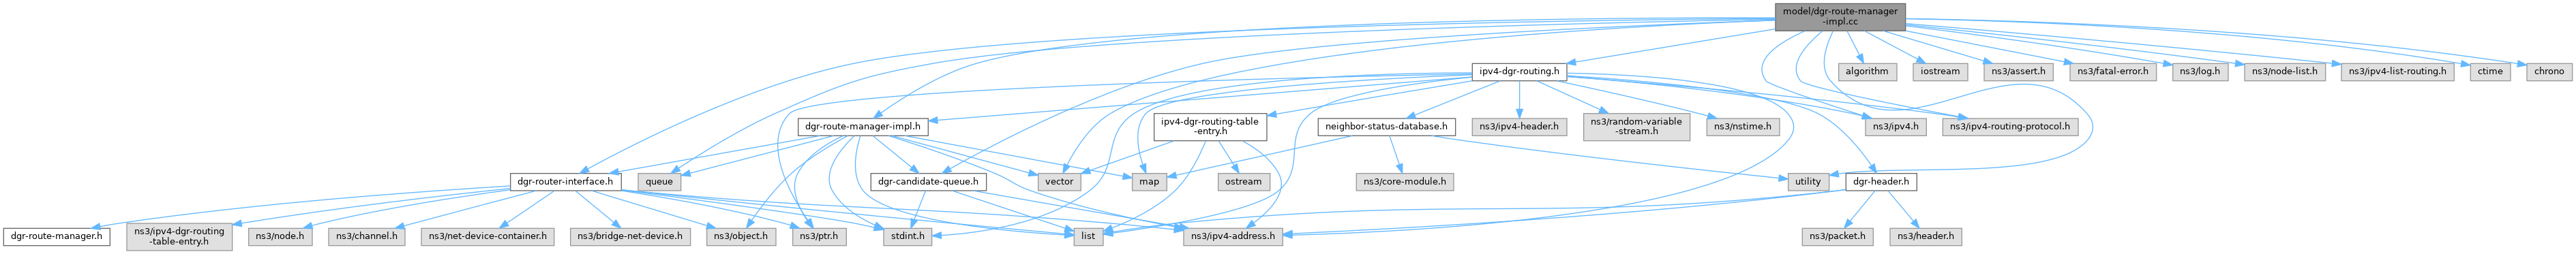 model/dgr-route-manager
-impl.cc
ipv4-dgr-routing.h
algorithm
iostream
ns3/assert.h
ns3/fatal-error.h
ns3/log.h
ns3/node-list.h
ns3/ipv4-list-routing.h
ctime
chrono
dgr-route-manager-impl.h
ipv4-dgr-routing-table
-entry.h
neighbor-status-database.h
ns3/ipv4-header.h
ns3/random-variable
-stream.h
ns3/nstime.h
ns3/ipv4.h
ns3/ipv4-routing-protocol.h
dgr-router-interface.h
queue
dgr-candidate-queue.h
vector
map
ostream
ns3/core-module.h
utility
dgr-header.h
dgr-route-manager.h
ns3/ipv4-dgr-routing
-table-entry.h
ns3/node.h
ns3/channel.h
ns3/net-device-container.h
ns3/bridge-net-device.h
ns3/object.h
ns3/ptr.h
stdint.h
list
ns3/ipv4-address.h
ns3/packet.h
ns3/header.h